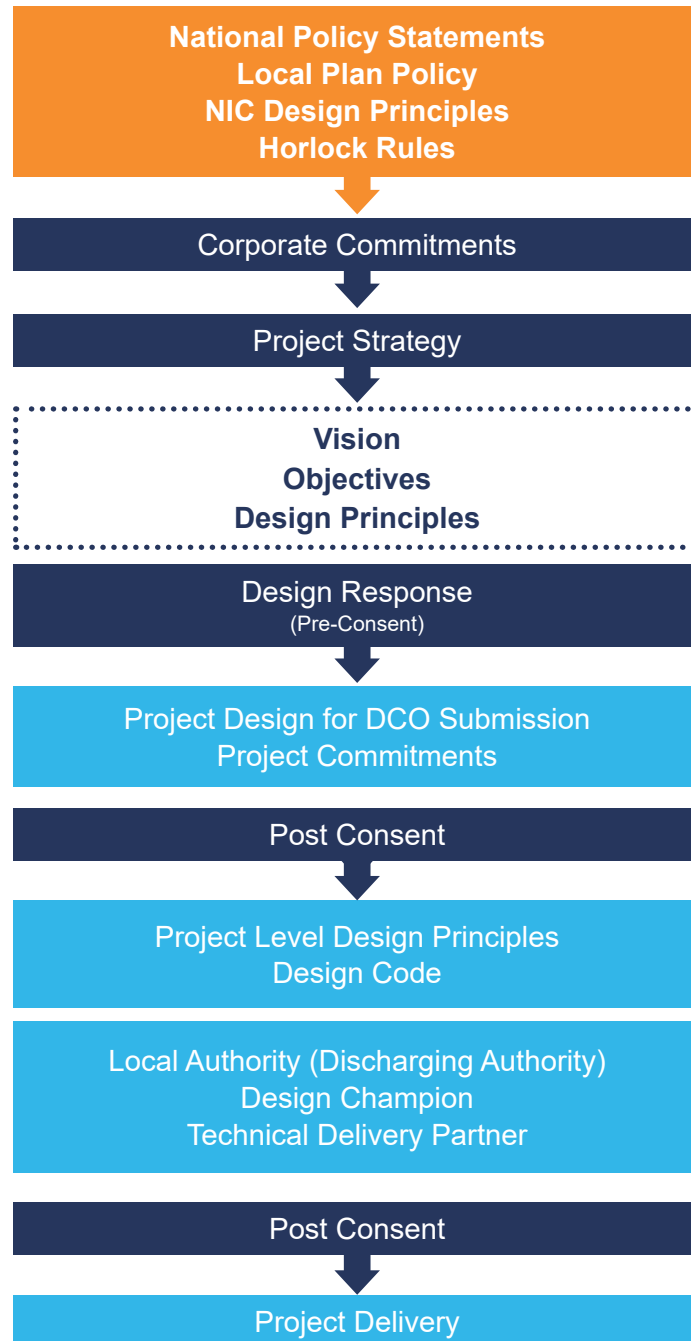 National Policy Statements
Local Plan Policy
NIC Design Principles
Horlock Rules
Corporate Commitments
Project Strategy
Vision
Objectives
Design Principles
Design Response
(Pre-Consent)
Project Design for DCO Submission
Project Commitments
Post Consent
Project Level Design Principles
Design Code
Local Authority (Discharging Authority)
Design Champion
Technical Delivery Partner
Post Consent
Project Delivery